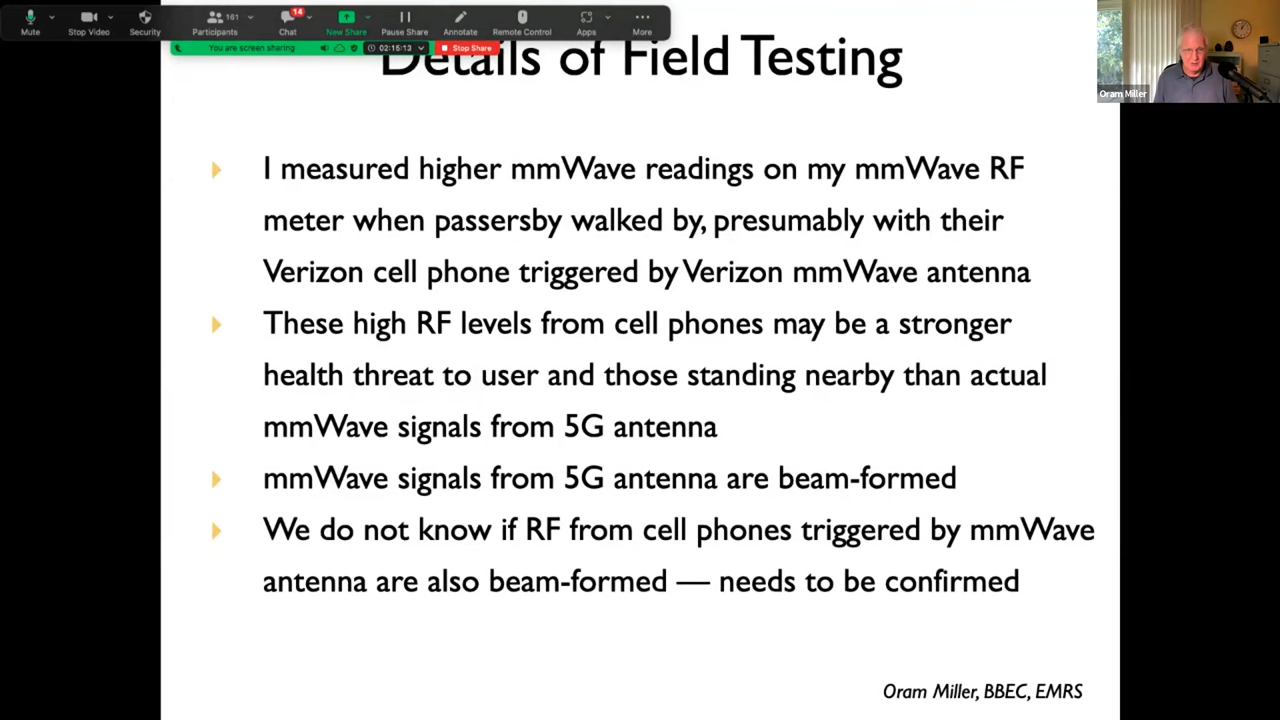 161
14
Mute
Stop Video
Security
Participants
Chat
New Share
Pause Share
Annotate
Remote Control
Apps
More
You are screen sharing
02:15:13
Stop Share
Details of Field Testing
Oram Miller
I measured higher mmWave readings on my mmWave RF
meter when passersby walked by, presumably with their
Verizon cell phone triggered by Verizon mmWave antenna
These high RF levels from cell phones may be a stronger
health threat to user and those standing nearby than actual
mmWave signals from 5G antenna
mmWave signals from 5G antenna are beam-formed
We do not know if RF from cell phones triggered by mmWave
antenna are also beam-formed — needs to be confirmed
Oram Miller, BBEC, EMRS